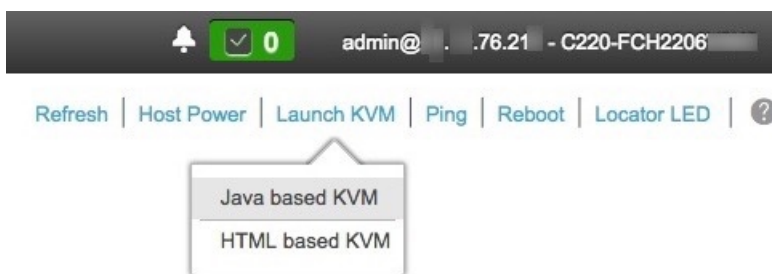 0 admin@ . .76.21 - C220-FCH2206
Refresh | Host Power | Launch KVM | Ping | Reboot | Locator LED | ?
Java based KVM
HTML based KVM